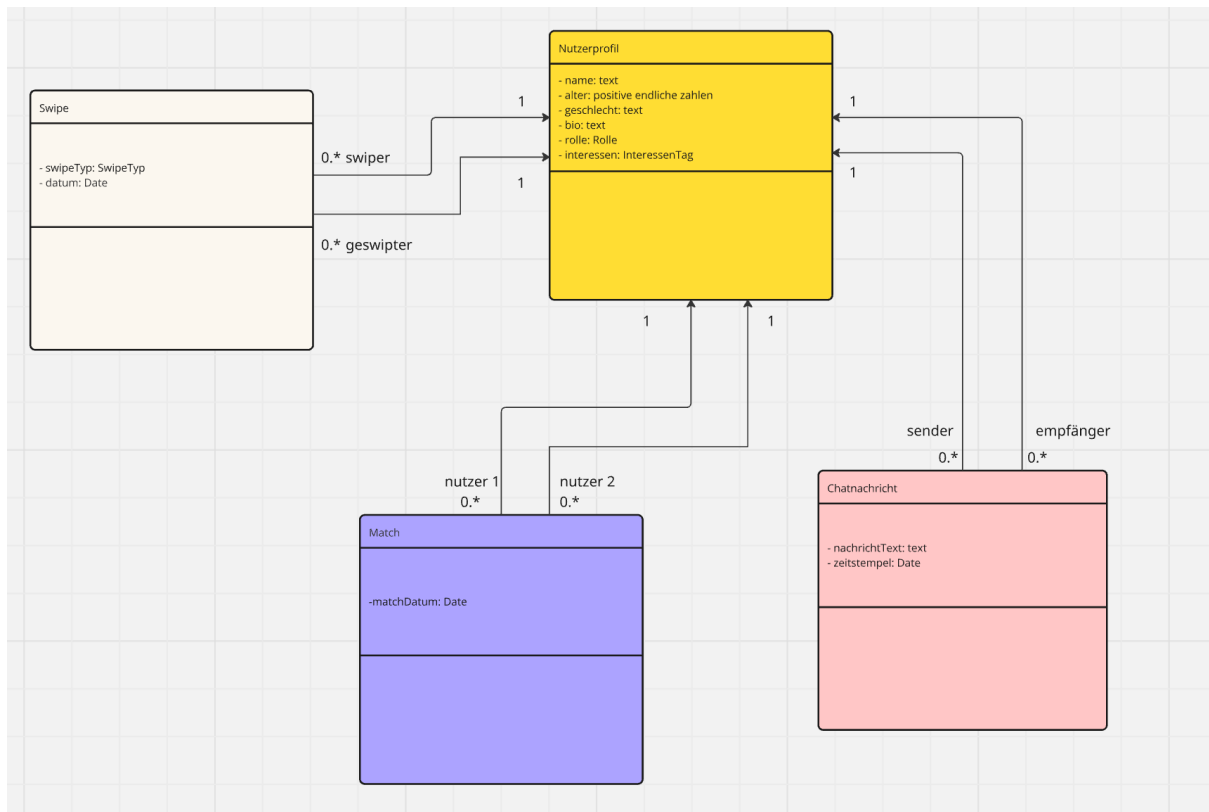 Nutzerprofil
- name: text
- alter: positive endliche zahlen
- geschlecht: text
- bio: text
- rolle: Rolle
- interessen: InteressenTag
Swipe
- swipeTyp: SwipeTyp
- datum: Date
1
0.* swiper
1
0.* geswipter
1
1
1
1
nutzer 1
0.*
nutzer 2
0.*
sender
0.*
empfänger
0.*
Match
-matchDatum: Date
Chatnachricht
- nachrichtText: text
- zeitstempel: Date